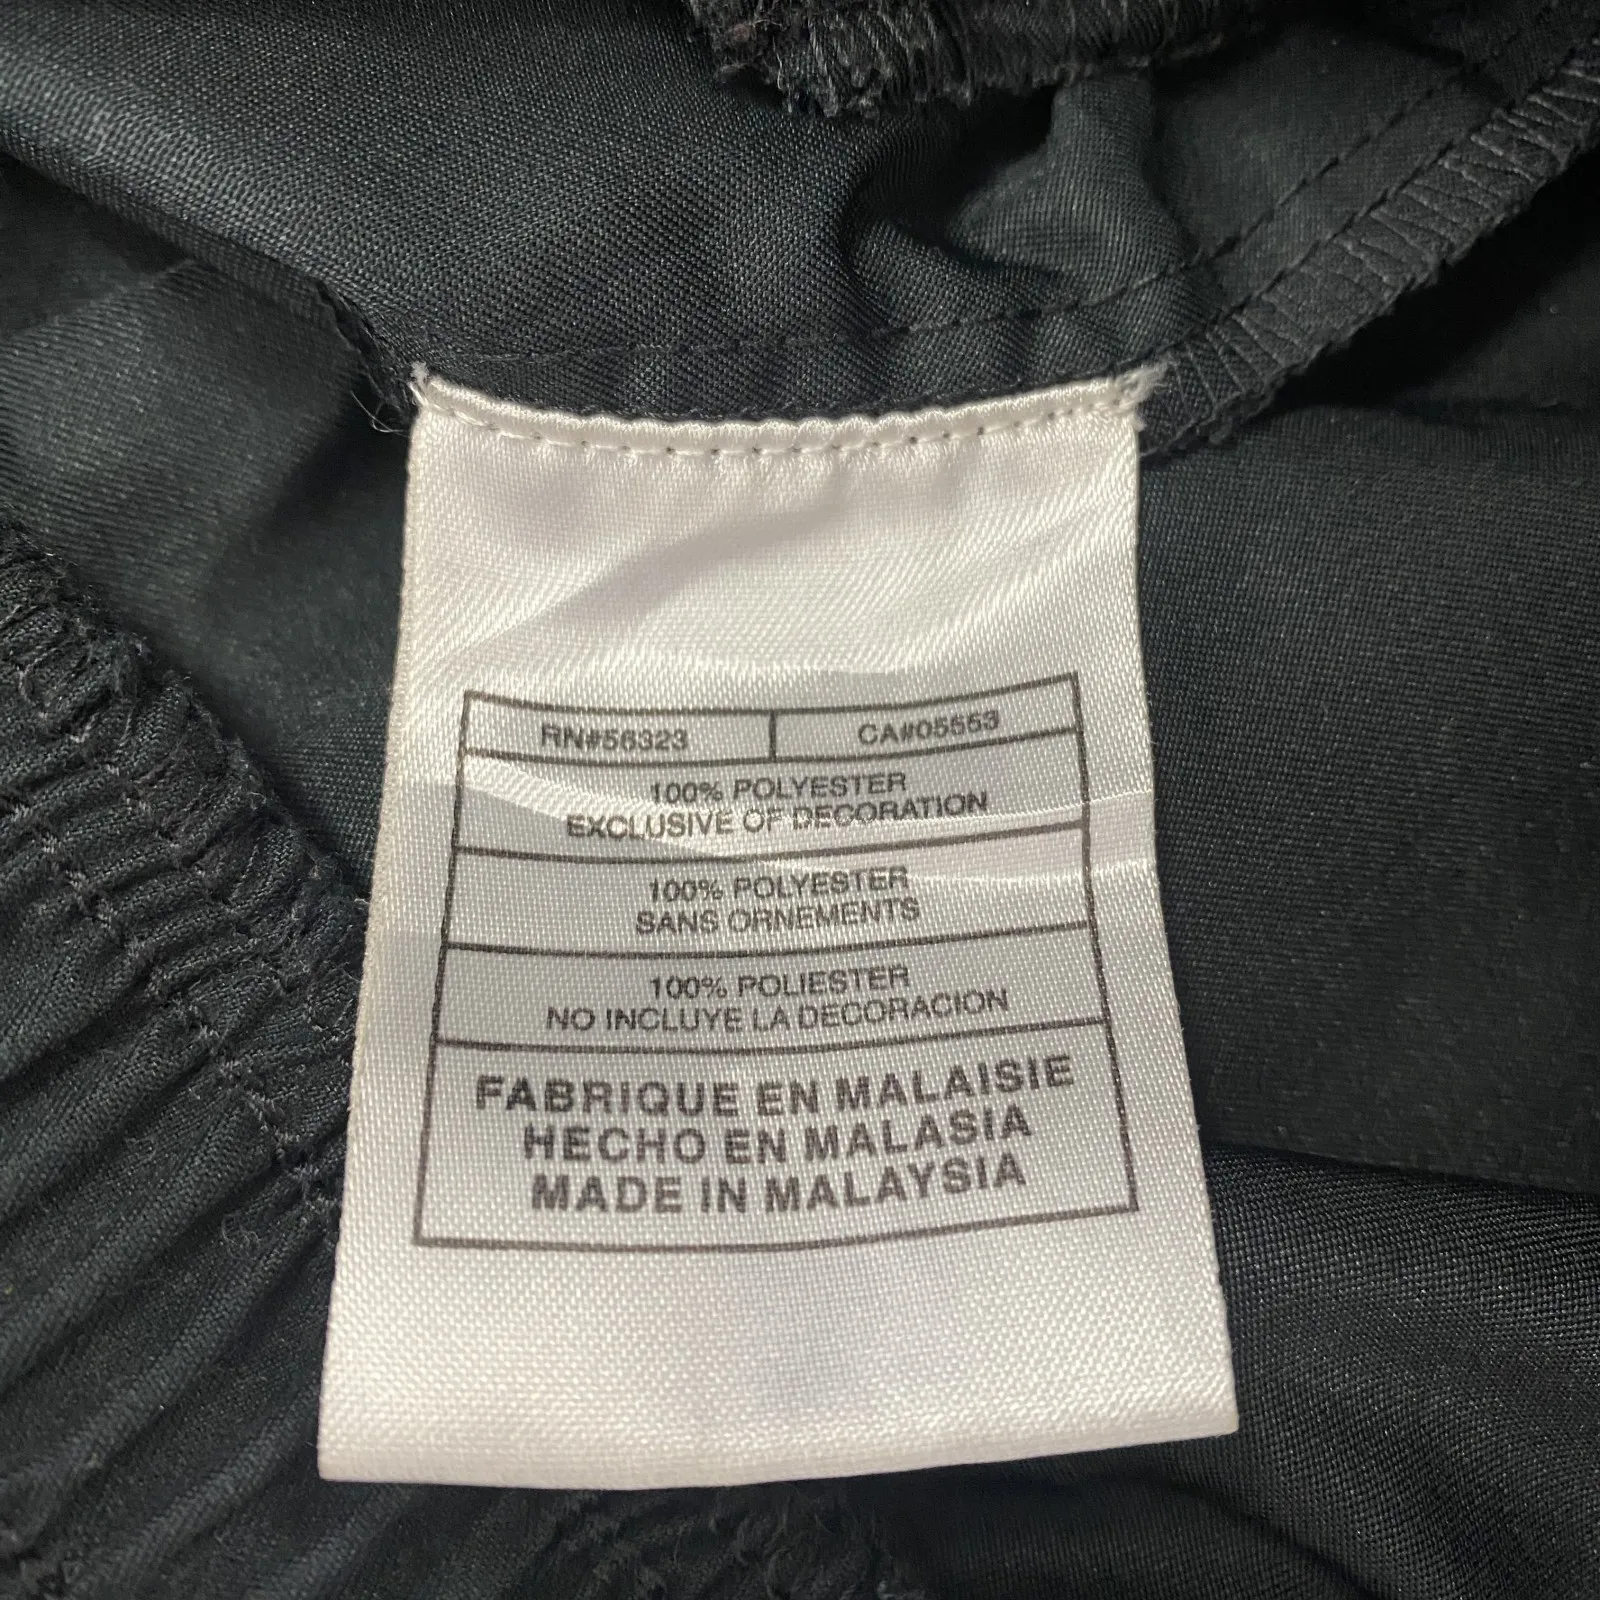 RN#56323 CA#05553
100% POLYESTER
EXCLUSIVE OF DECORATION
100% POLYESTER
SANS ORNEMENTS
100% POLIESTER
NO INCLUYE LA DECORACION
FABRIQUE EN MALAISIE
HECHO EN MALASIA
MADE IN MALAYSIA